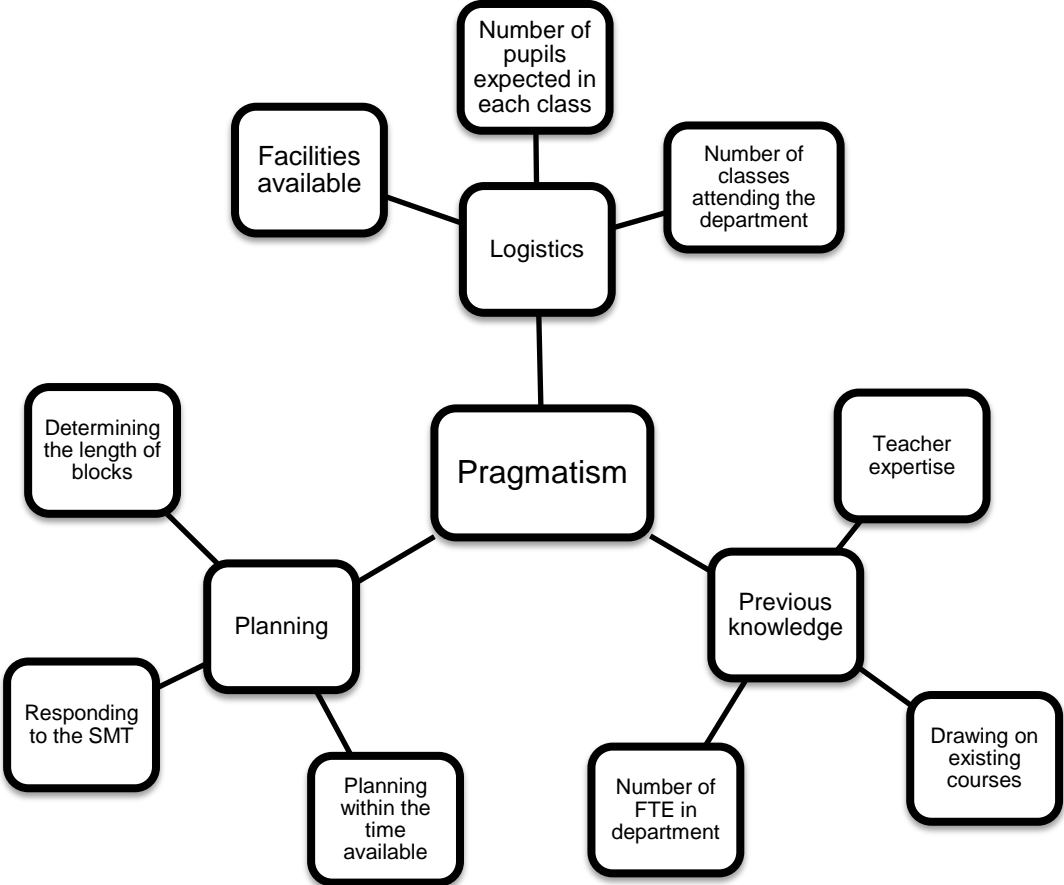 Number of
pupils
expected in
each class
Facilities
available
Number of
classes
attending the
department
Logistics
Determining
the length of
blocks
Pragmatism
Teacher
expertise
Planning
Previous
knowledge
Responding
to the SMT
Planning
within the
time
available
Number of
FTE in
department
Drawing on
existing
courses